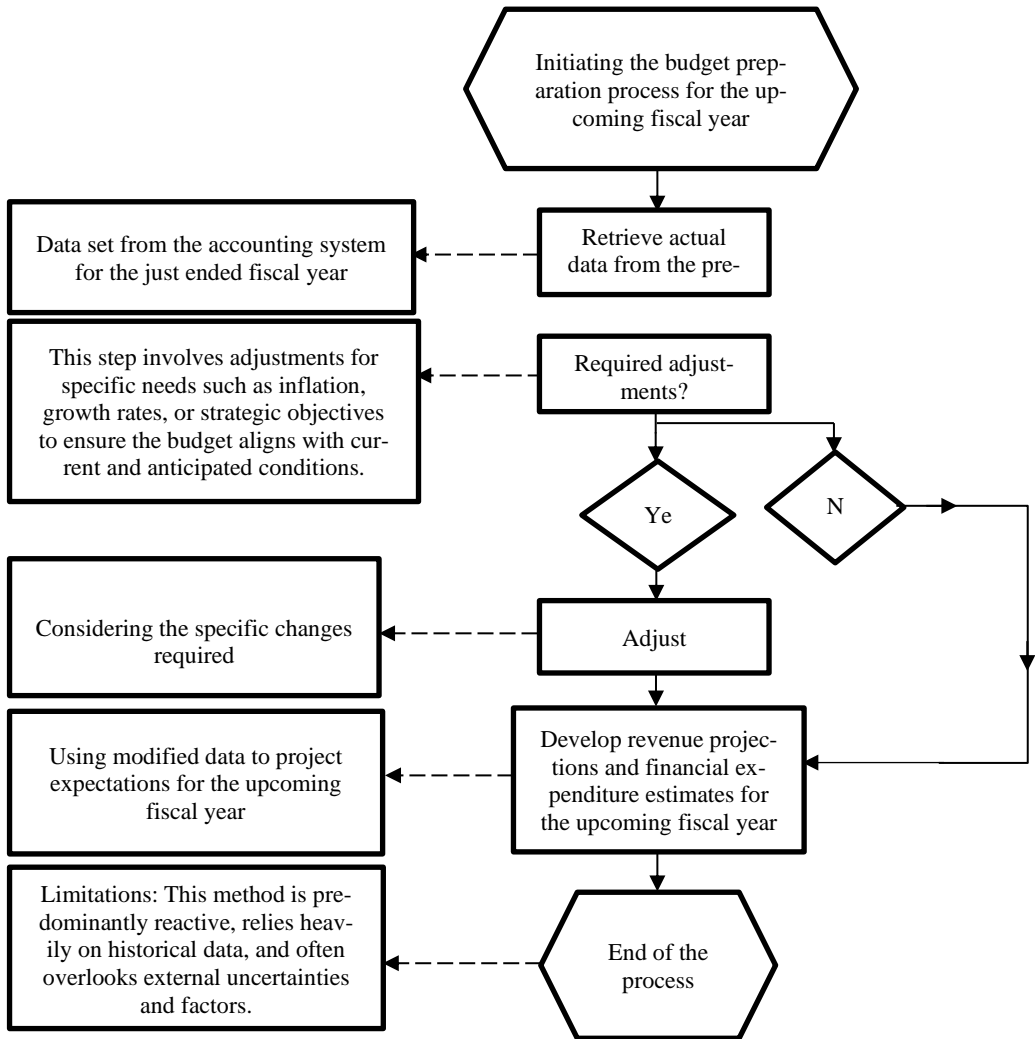 Initiating the budget prep-
aration process for the up-
coming fiscal year
Data set from the accounting system
for the just ended fiscal year
Retrieve actual
data from the pre-
This step involves adjustments for
specific needs such as inflation,
growth rates, or strategic objectives
to ensure the budget aligns with cur-
rent and anticipated conditions.
Required adjust-
ments?
Ye
N
Considering the specific changes
required
Adjust
Using modified data to project
expectations for the upcoming
fiscal year
Develop revenue projec-
tions and financial ex-
penditure estimates for
the upcoming fiscal year
Limitations: This method is pre-
dominantly reactive, relies heav-
ily on historical data, and often
overlooks external uncertainties
and factors.
End of the
process